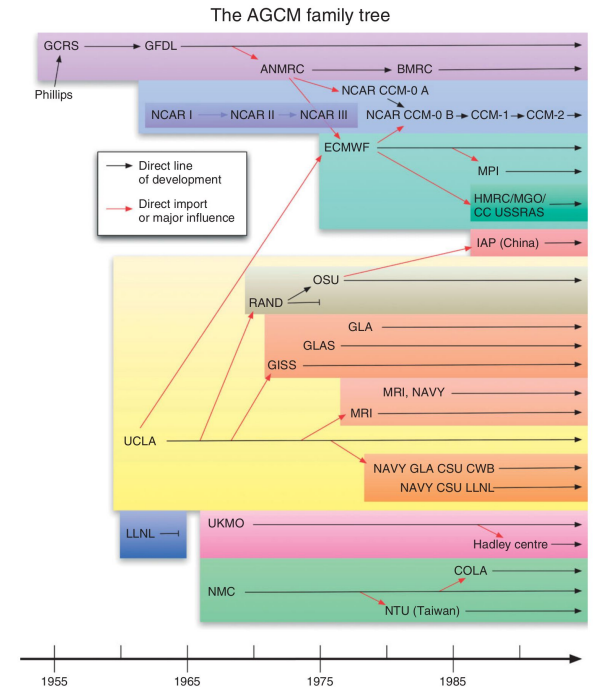 The AGCM family tree
GCRS
GFDL
ANMRC
BMRC
Phillips
NCAR CCM-0 A
NCAR I
NCAR II
NCAR III
NCAR CCM-0 B
CCM-1
CCM-2
ECMWF
Direct line
of development
Direct import
or major influence
MPI
HMRC/MGO/
CC USSRAS
IAP (China)
OSU
RAND
GLA
GLAS
GISS
MRI, NAVY
MRI
UCLA
NAVY GLA CSU CWB
NAVY CSU LLNL
UKMO
LLNL
Hadley centre
COLA
NMC
NTU (Taiwan)
1955
1965
1975
1985